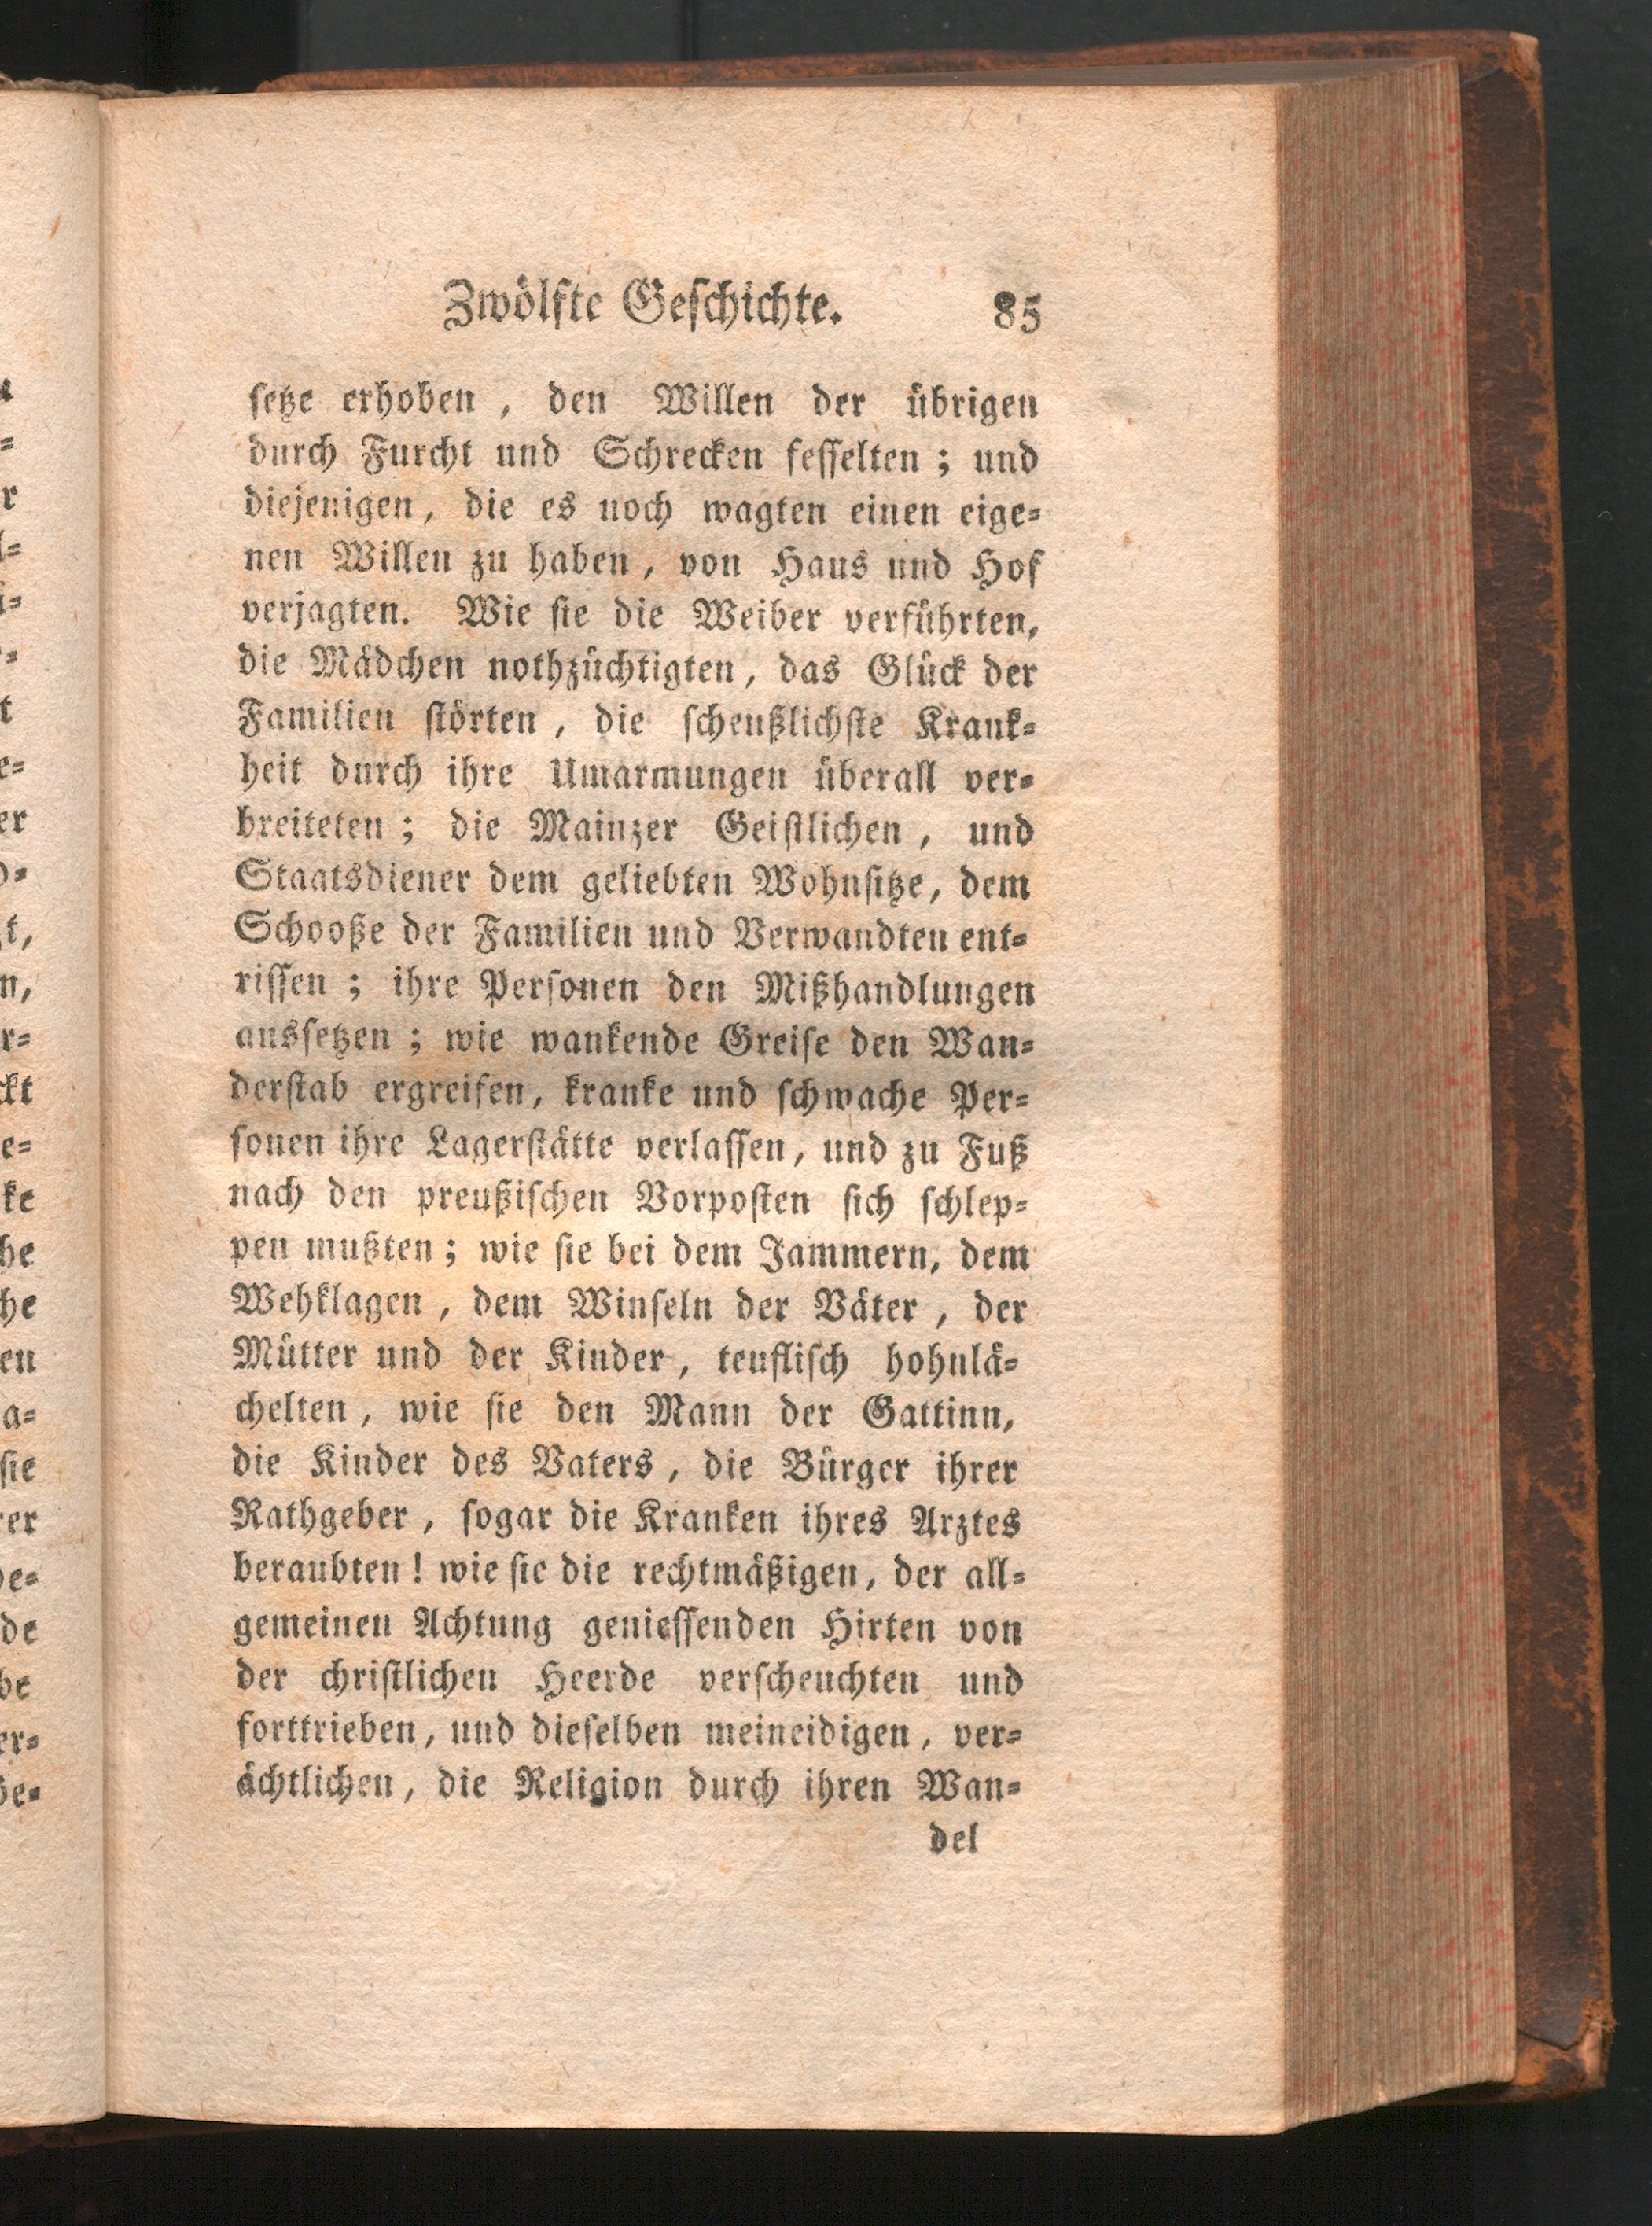 Zwölfte Geschichte. 85
ſetze erhoben, den Willen der übrigen
durch Furcht und Schrecken feſſelten; und
diejenigen, die es noch wagten einen eige⸗
nen Willen zu haben, von Haus und Hof
verjagten. Wie ſie die Weiber verführten,
die Mädchen nothzüchtigten, das Glück der
Familien ſtörten, die ſcheußlichſte Krank⸗
heit durch ihre Umarmungen überall ver⸗
breiteten; die Mainzer Geiſtlichen, und
Staatsdiener dem geliebten Wohnſitze, dem
Schooße der Familien und Verwandten ent⸗
riſſen; ihre Perſonen den Mißhandlungen
ausſetzen; wie wankende Greiſe den Wan⸗
derſtab ergreifen, kranke und ſchwache Per⸗
ſonen ihre Lagerſtätte verlaſſen, und zu Fuß
nach den preußiſchen Vorpoſten ſich ſchlep⸗
pen mußten; wie ſie bei dem Jammern, dem
Wehklagen, dem Winſeln der Väter, der
Mütter und der Kinder, teufliſch hohnlä⸗
chelten, wie ſie den Mann der Gattinn,
die Kinder des Vaters, die Bürger ihrer
Rathgeber, ſogar die Kranken ihres Arztes
beraubten! wie ſie die rechtmäßigen, der all⸗
gemeinen Achtung genieſſenden Hirten von
der chriſtlichen Heerde verſcheuchten und
forttrieben, und dieſelben meineidigen, ver⸗
ächtlichen, die Religion durch ihren Wan⸗
del